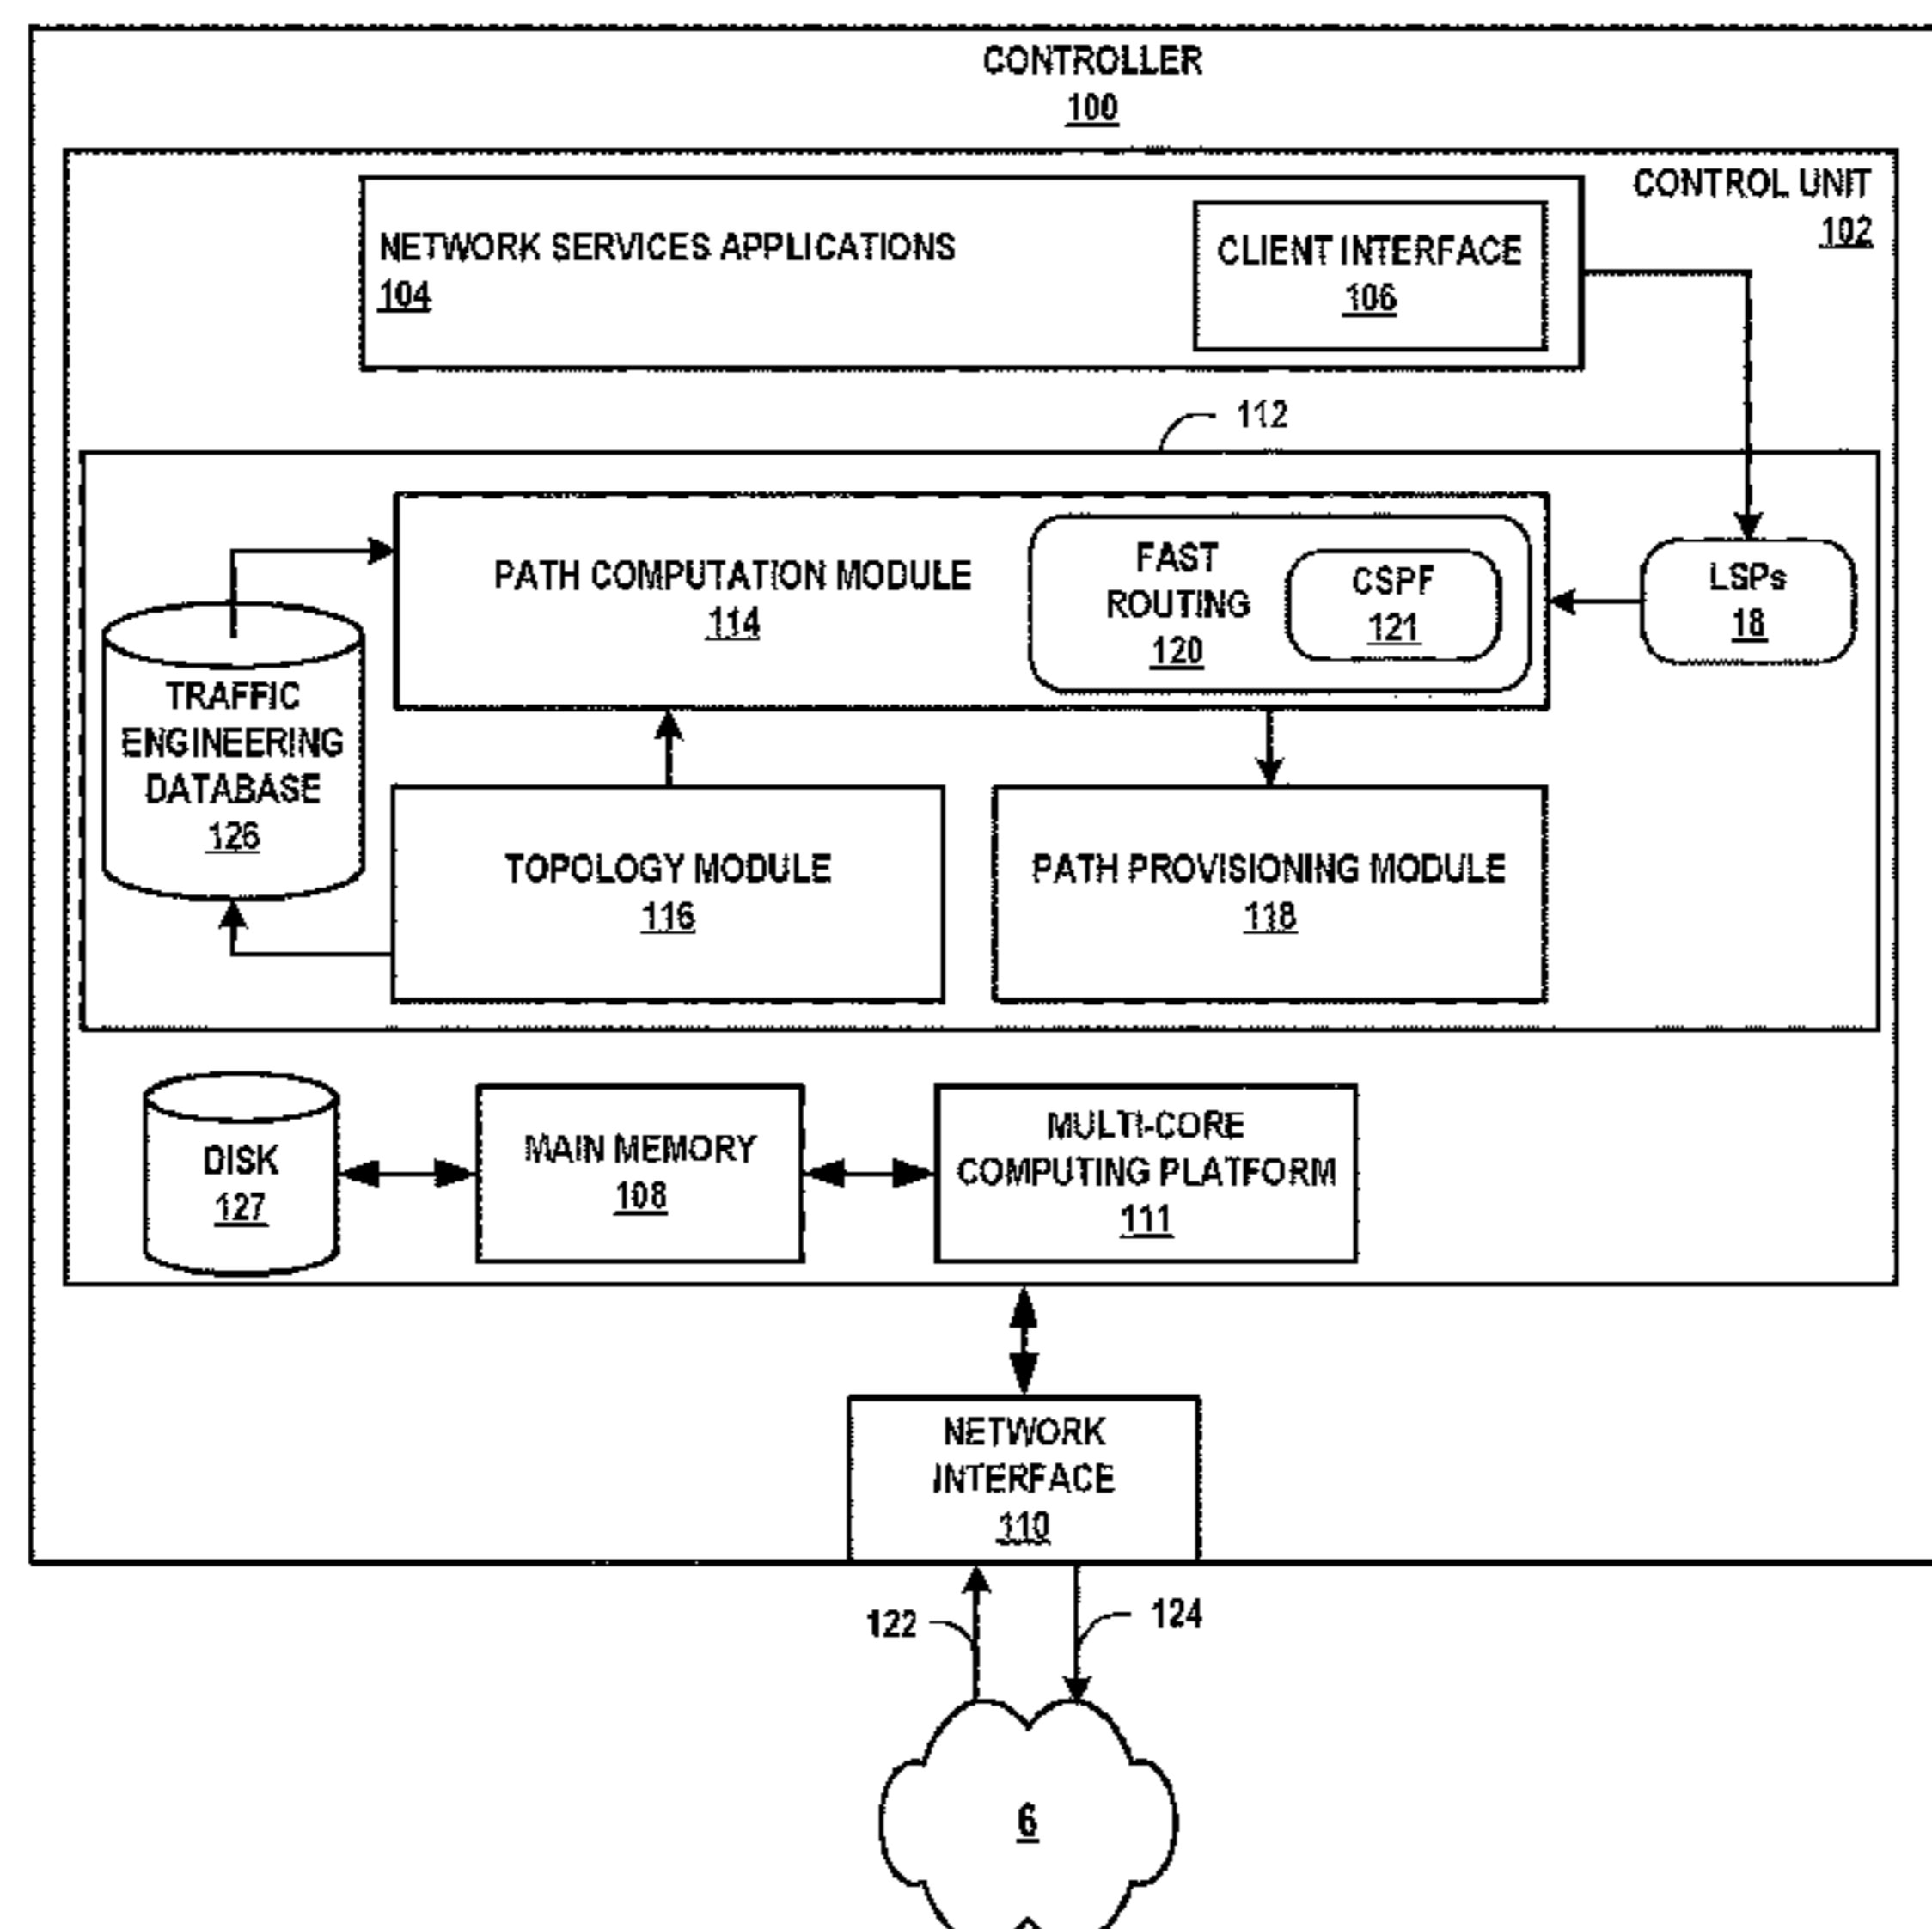 CONTROLLER
100
CONTROL UNIT
102
NETWORK SERVICES APPLICATIONS
104
CLIENT INTERFACE
106
112
PATH COMPUTATION MODULE
114
FAST
ROUTING
120
CSPF
121
LSPs
18
TRAFFIC
ENGINEERING
DATABASE
126
TOPOLOGY MODULE
116
PATH PROVISIONING MODULE
118
DISK
127
MAIN MEMORY
108
MULTI-CORE
COMPUTING PLATFORM
111
NETWORK
INTERFACE
110
122
124
6